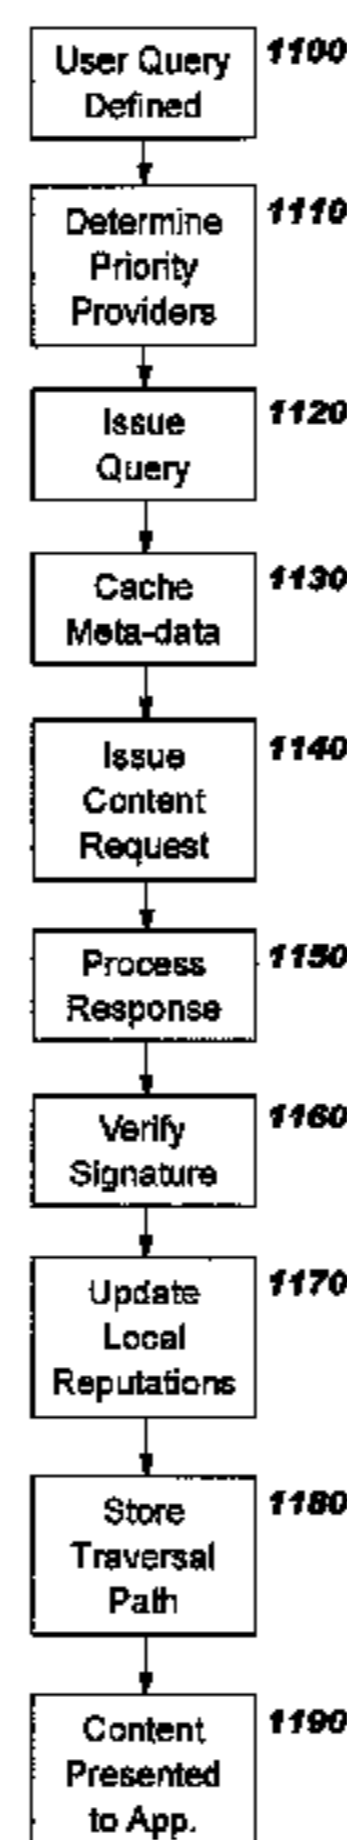 User Query 1100
Defined
Determine 1110
Priority
Providers
Issue 1120
Query
Cache 1130
Meta-data
Issue 1140
Content
Request
Process 1150
Response
Verify 1160
Signature
Update 1170
Local
Reputations
Store 1180
Traversal
Path
Content 1190
Presented
to App.